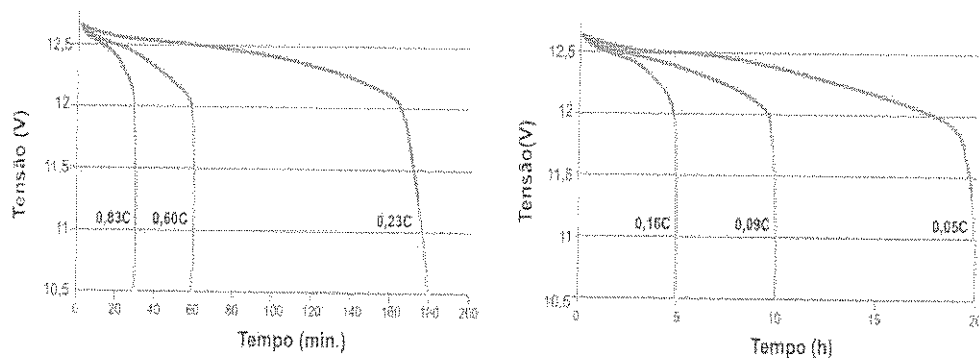 Tensão (V)
12,5
12
11,5
11
10,5
0,83C
0,60C
0,23C
0 20 40 60 80 100 120 140 160 180 200
Tempo (min.)
Tensão(V)
12,5
12
11,5
11
10,5
0,16C
0,09C
0,05C
0 5 10 15 20
Tempo (h)